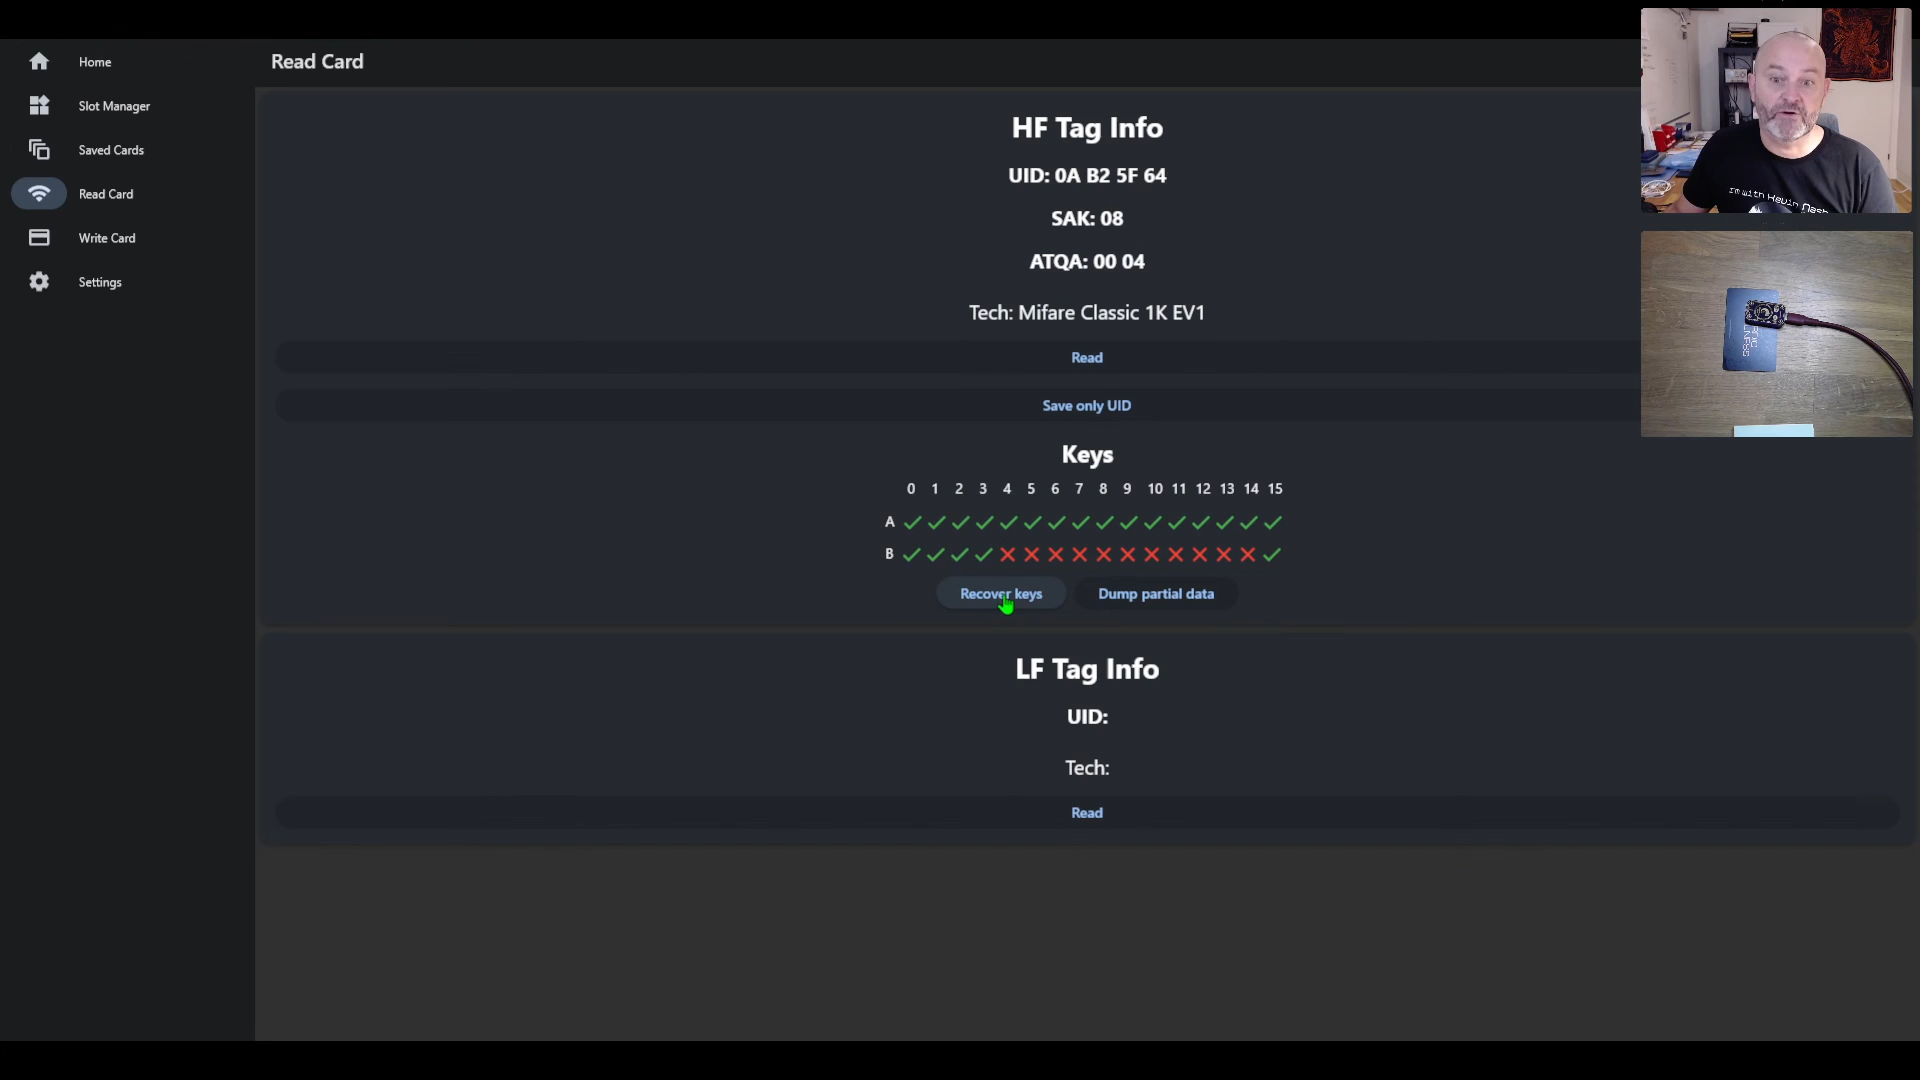 Home
Slot Manager
Saved Cards
Read Card
Write Card
Settings
Read Card
HF Tag Info
UID: 0A B2 5F 64
SAK: 08
ATQA: 00 04
Tech: Mifare Classic 1K EV1
Read
Save only UID
Keys
0 1 2 3 4 5 6 7 8 9 10 11 12 13 14 15
A
B
Recover keys
Dump partial data
LF Tag Info
UID:
Tech:
Read
I'm with Kevin